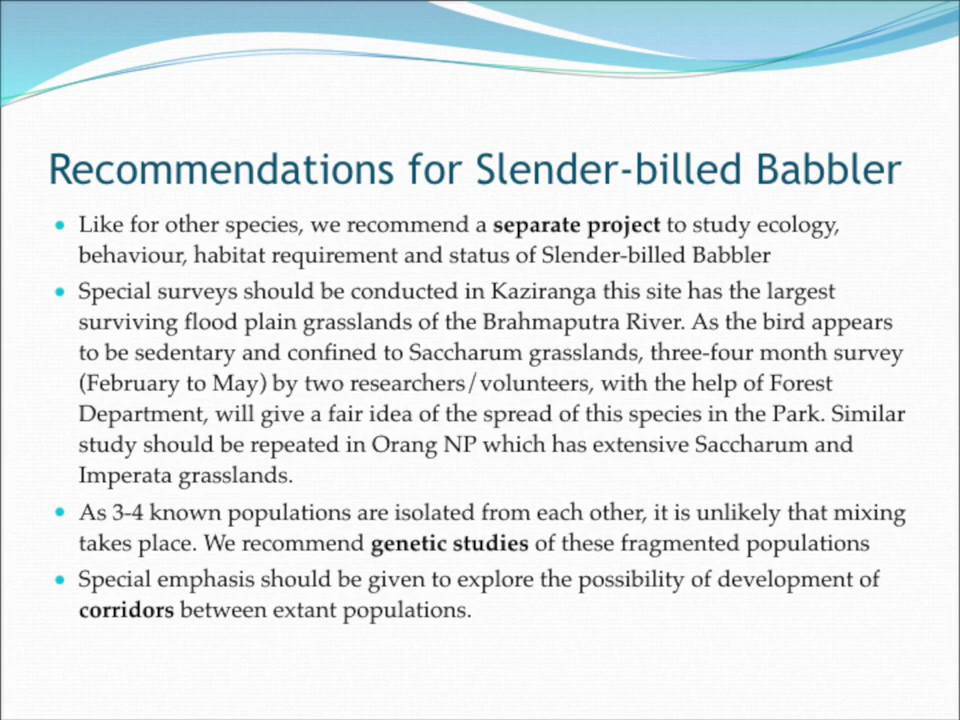 Recommendations for Slender-billed Babbler
• Like for other species, we recommend a separate project to study ecology,
behaviour, habitat requirement and status of Slender-billed Babbler
• Special surveys should be conducted in Kaziranga this site has the largest
surviving flood plain grasslands of the Brahmaputra River. As the bird appears
to be sedentary and confined to Saccharum grasslands, three-four month survey
(February to May) by two researchers/volunteers, with the help of Forest
Department, will give a fair idea of the spread of this species in the Park. Similar
study should be repeated in Orang NP which has extensive Saccharum and
Imperata grasslands.
• As 3-4 known populations are isolated from each other, it is unlikely that mixing
takes place. We recommend genetic studies of these fragmented populations
• Special emphasis should be given to explore the possibility of development of
corridors between extant populations.